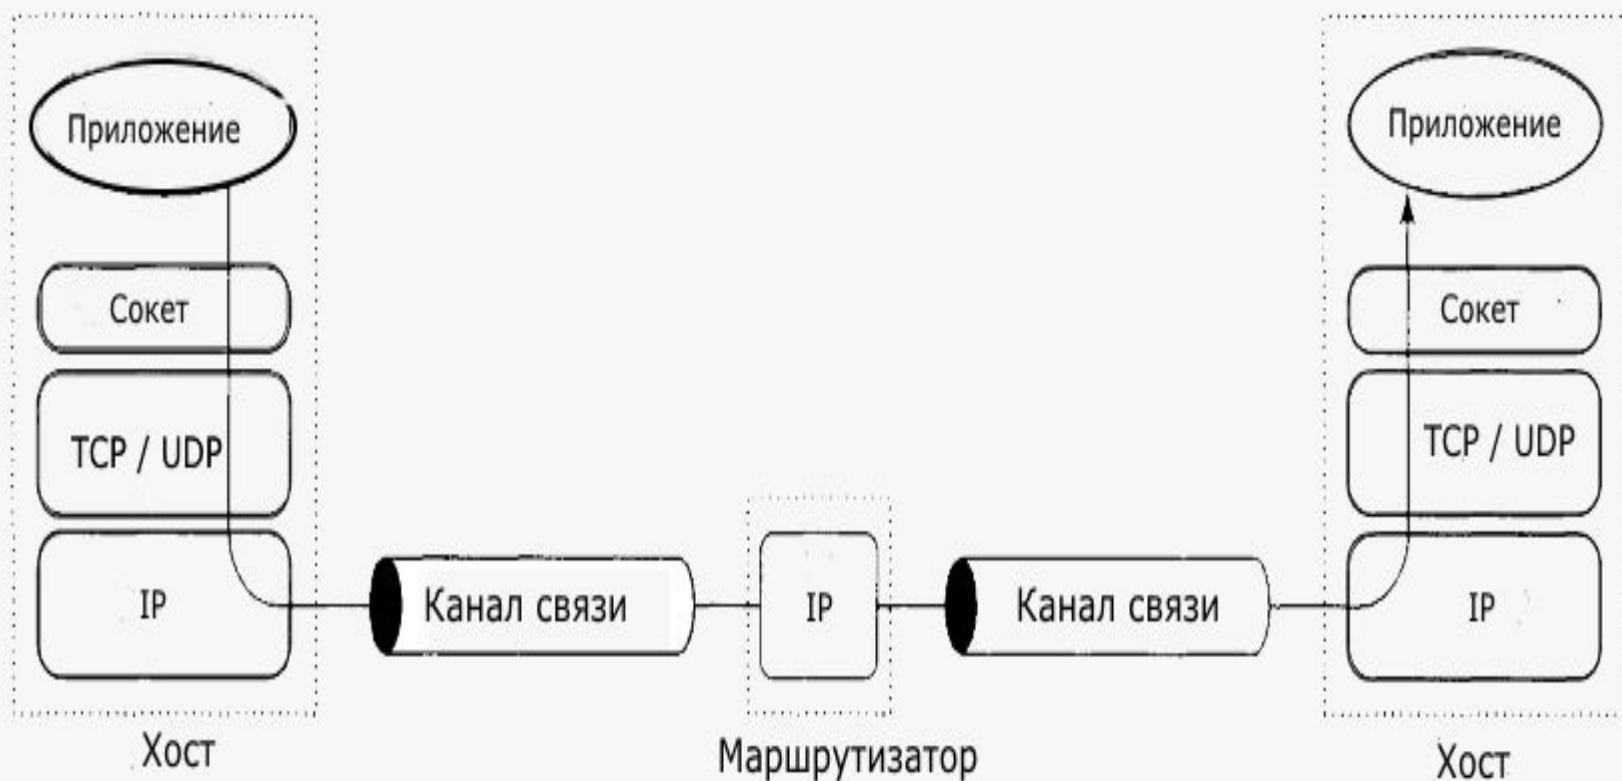 Приложение
Приложение
Сокет
Сокет
TCP / UDP
TCP / UDP
IP
Канал связи
IP
Канал связи
IP
Хост
Маршрутизатор
Хост